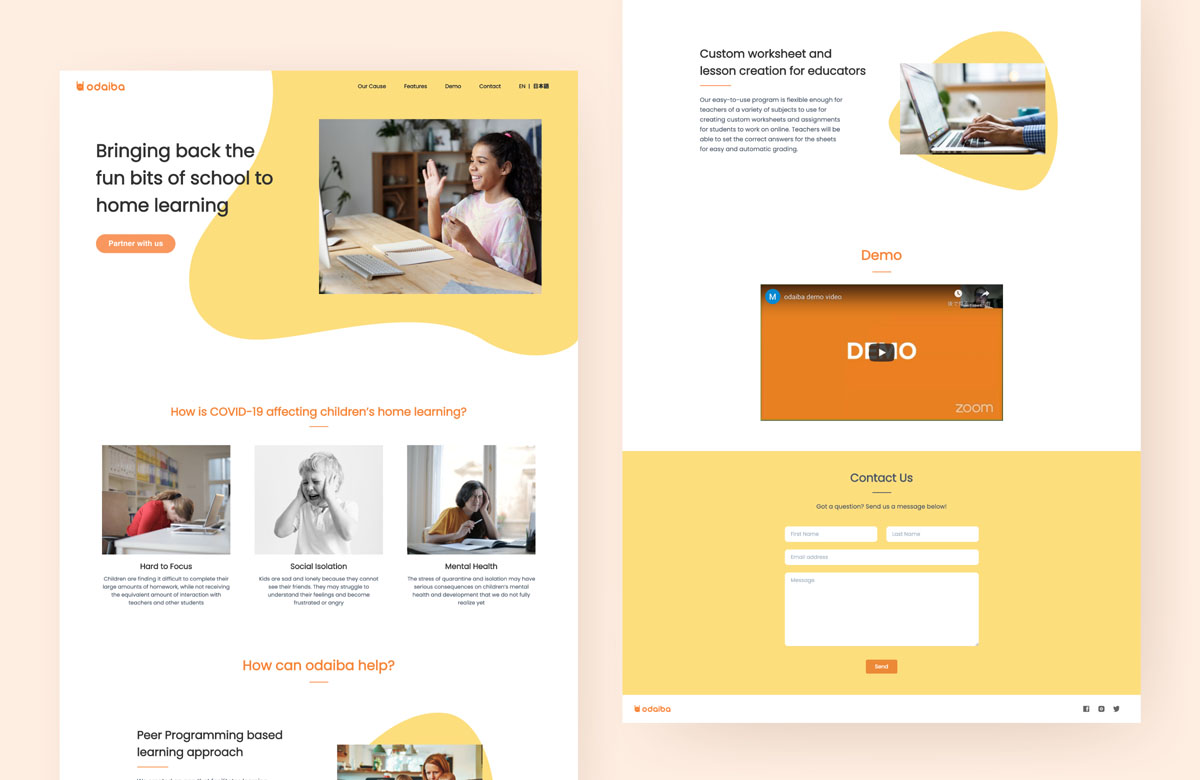 odaiba
Our Cause Features Demo Contact EN | 日本語
Bringing back the
fun bits of school to
home learning
Partner with us
How is COVID-19 affecting children's home learning?
Hard to Focus
Children are finding it difficult to complete their
large amounts of homework, while not receiving
the equivalent amount of interaction with
teachers and other students
Social Isolation
Kids are sad and lonely because they cannot
see their friends. They may struggle to
understand their feelings and become
frustrated or angry
Mental Health
The stress of quarantine and isolation may have
serious consequences on children's mental
health and development that we do not fully
realize yet
How can odaiba help?
Peer Programming based
learning approach
Custom worksheet and
lesson creation for educators
Our easy-to-use program is flexible enough for
teachers of a variety of subjects to use for
creating custom worksheets and assignments
for students to work on online. Teachers will be
able to set the correct answers for the sheets
for easy and automatic grading.
Demo
M odaiba demo video
DEMO
zoom
Contact Us
Got a question? Send us a message below!
First Name Last Name
Email address
Message
Send
odaiba